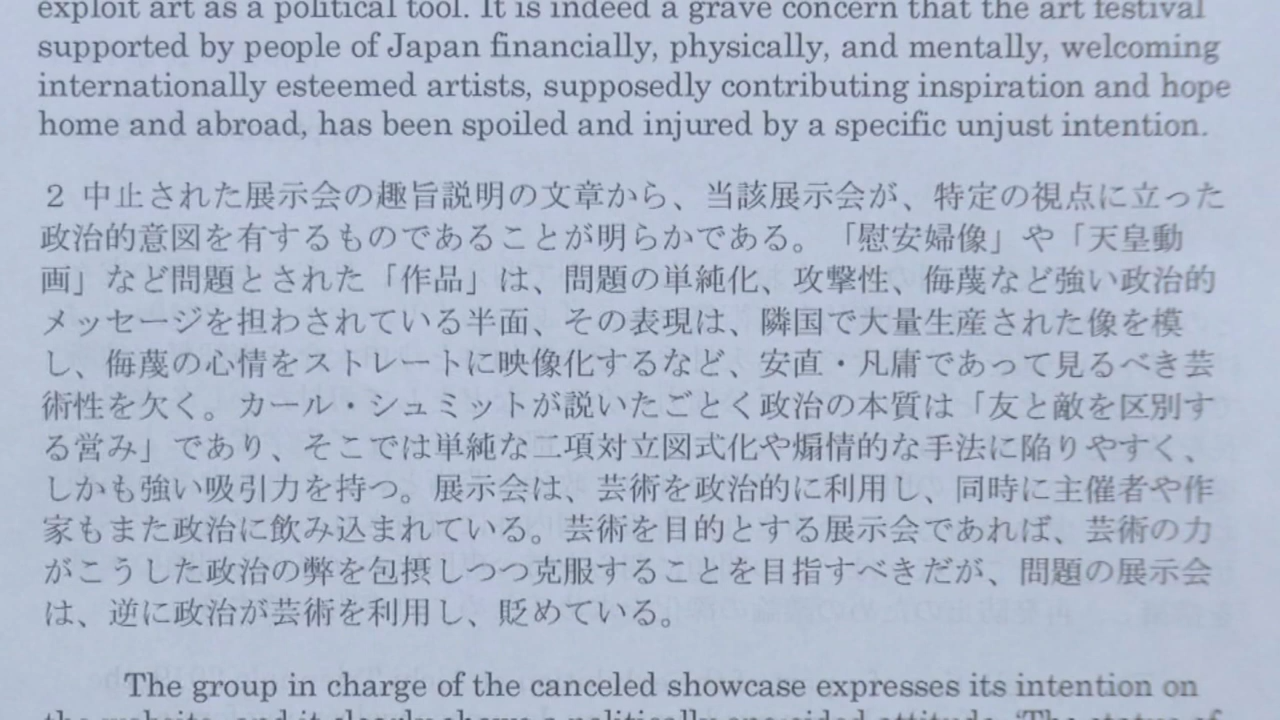 exploit art as a political tool. It is indeed a grave concern that the art festival
supported by people of Japan financially, physically, and mentally, welcoming
internationally esteemed artists, supposedly contributing inspiration and hope
home and abroad, has been spoiled and injured by a specific unjust intention.
2 中止された展示会の趣旨説明の文章から、当該展示会が、特定の視点に立った
政治的意図を有するものであることが明らかである。「慰安婦像」や「天皇動
画」など問題とされた「作品」は、問題の単純化、攻撃性、侮蔑など強い政治的
メッセージを担わされている半面、その表現は、隣国で大量生産された像を模
し、侮蔑の心情をストレートに映像化するなど、安直・凡庸であって見るべき芸
術性を欠く。カール・シュミットが説いたごとく政治の本質は「友と敵を区別す
る営み」であり、そこでは単純な二項対立図式化や煽情的な手法に陥りやすく、
しかも強い吸引力を持つ。展示会は、芸術を政治的に利用し、同時に主催者や作
家もまた政治に飲み込まれている。芸術を目的とする展示会であれば、芸術の力
がこうした政治の弊を包摂しつつ克服することを目指すべきだが、問題の展示会
は、逆に政治が芸術を利用し、貶めている。
The group in charge of the canceled showcase expresses its intention on
the website, and it clearly shows a politically one-sided attitude. 'The statue of